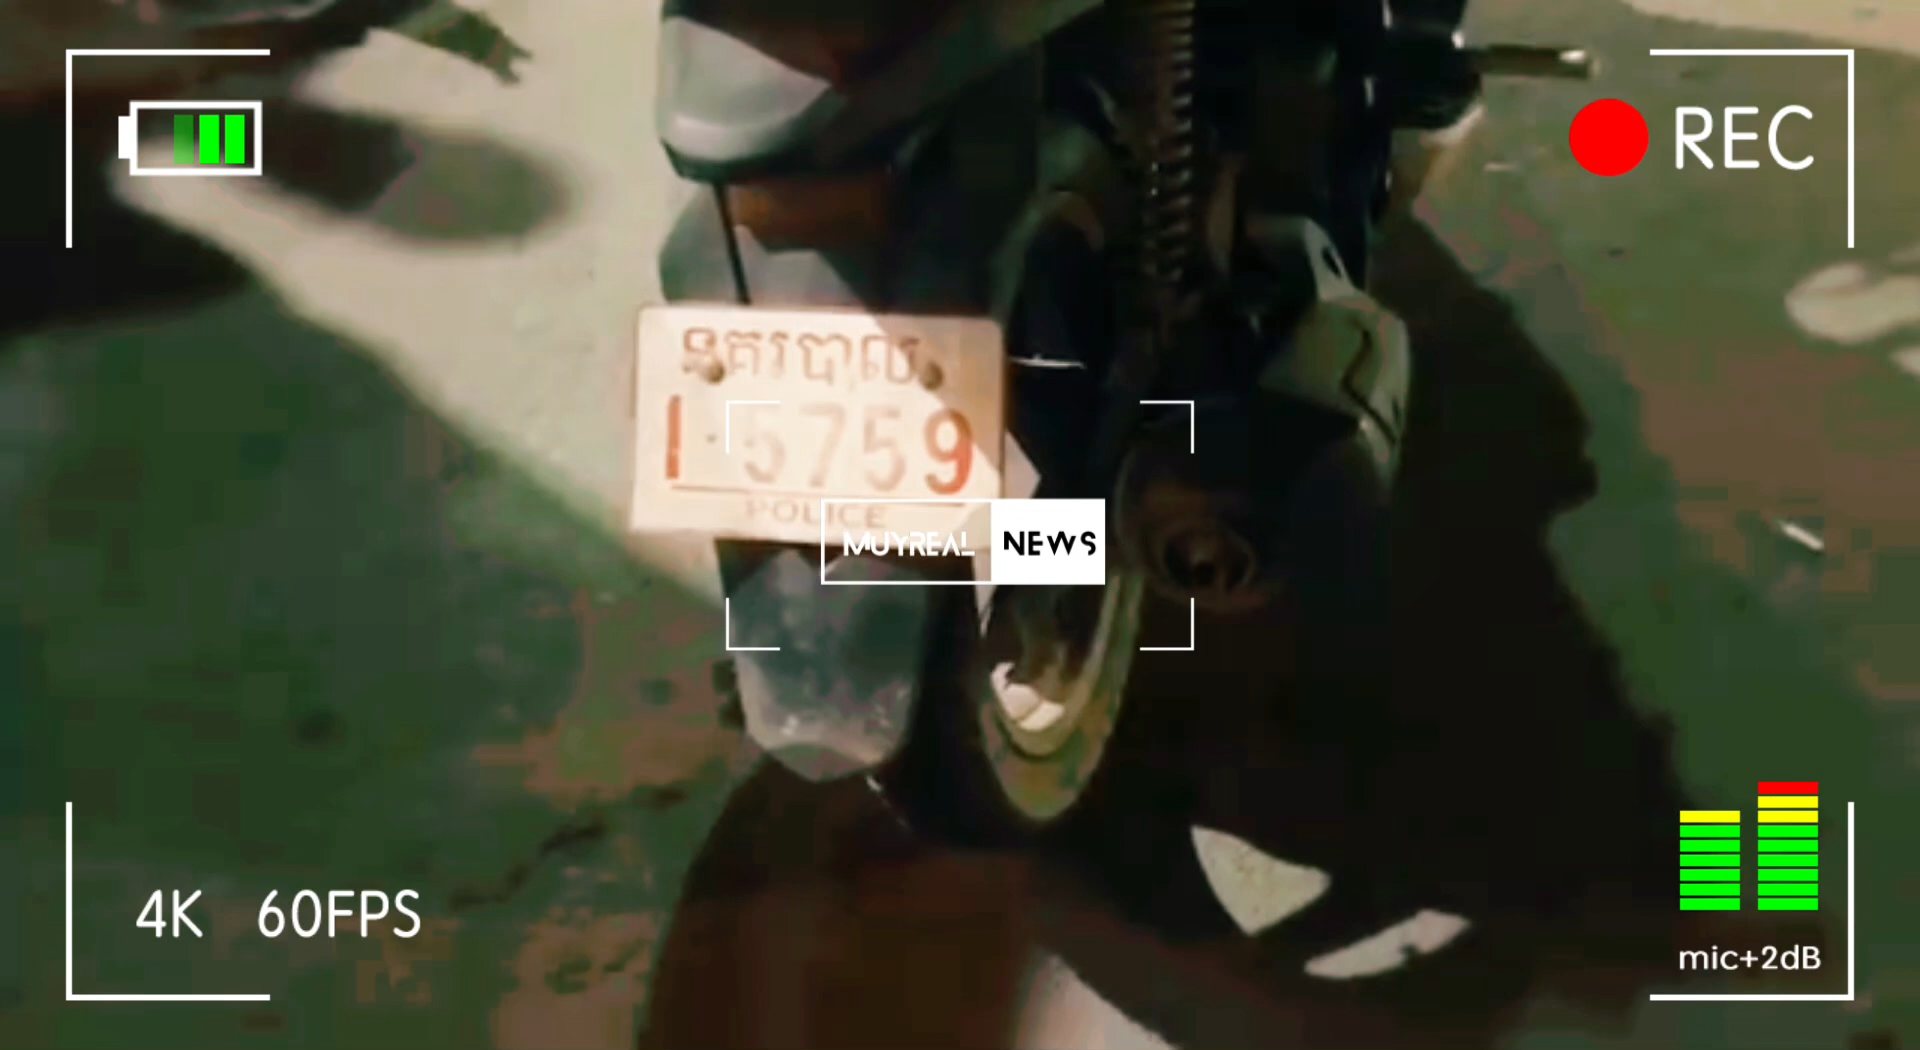 REC
នគរបាល
1·5759
POLICE
MUYREAL NEWS
4K 60FPS
mic+2dB